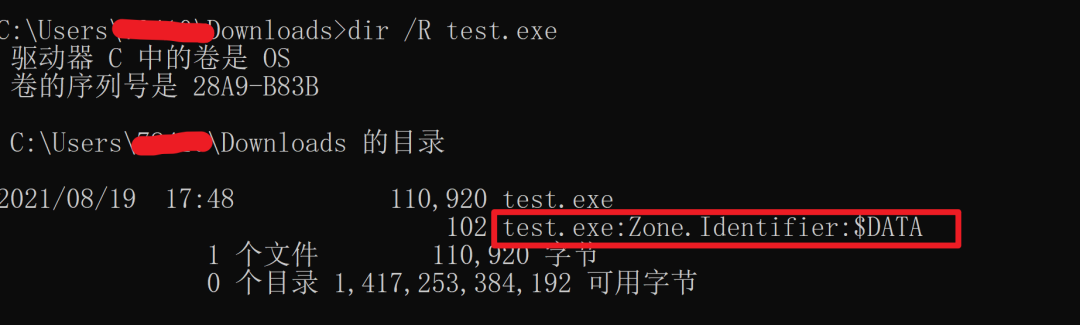 C:\Users\Downloads>dir /R test.exe
驱动器 C 中的卷是 OS
卷的序列号是 28A9-B83B
C:\Users\\Downloads 的目录
2021/08/19 17:48 110,920 test.exe
102 test.exe:Zone.Identifier:$DATA
1 个文件 110,920 字节
0 个目录 1,417,253,384,192 可用字节